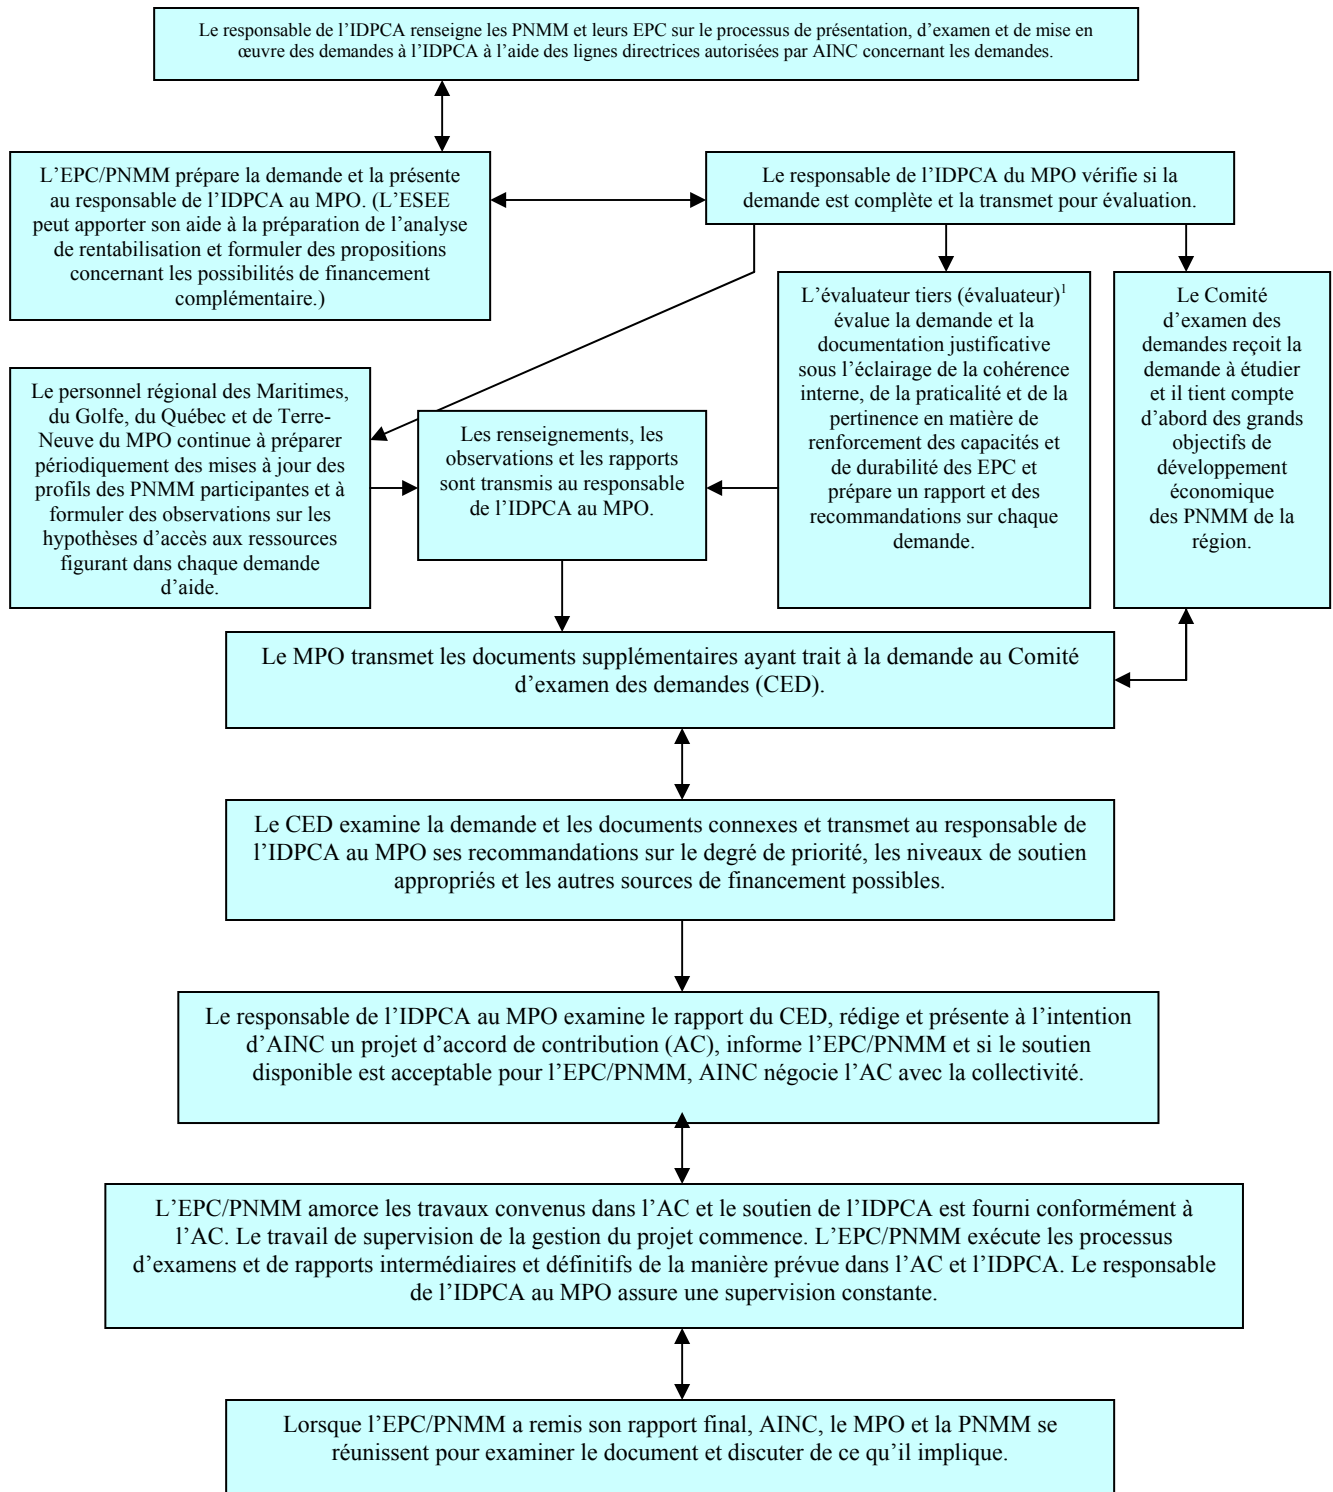 Le responsable de l’IDPCA renseigne les PNMM et leurs EPC sur le processus de présentation, d’examen et de mise en
œuvre des demandes à l’IDPCA à l’aide des lignes directrices autorisées par AINC concernant les demandes.
L’EPC/PNMM prépare la demande et la présente
au responsable de l’IDPCA au MPO. (L’ESEE
peut apporter son aide à la préparation de l’analyse
de rentabilisation et formuler des propositions
concernant les possibilités de financement
complémentaire.)
Le responsable de l’IDPCA du MPO vérifie si la
demande est complète et la transmet pour évaluation.
Le personnel régional des Maritimes,
du Golfe, du Québec et de Terre-
Neuve du MPO continue à préparer
périodiquement des mises à jour des
profils des PNMM participantes et à
formuler des observations sur les
hypothèses d’accès aux ressources
figurant dans chaque demande
d’aide.
Les renseignements, les
observations et les rapports
sont transmis au responsable
de l’IDPCA au MPO.
L’évaluateur tiers (évaluateur)¹
évalue la demande et la
documentation justificative
sous l’éclairage de la cohérence
interne, de la praticalité et de la
pertinence en matière de
renforcement des capacités et
de durabilité des EPC et
prépare un rapport et des
recommandations sur chaque
demande.
Le Comité
d’examen des
demandes reçoit la
demande à étudier
et il tient compte
d’abord des grands
objectifs de
développement
économique
des PNMM de la
région.
Le MPO transmet les documents supplémentaires ayant trait à la demande au Comité
d’examen des demandes (CED).
Le CED examine la demande et les documents connexes et transmet au responsable de
l’IDPCA au MPO ses recommandations sur le degré de priorité, les niveaux de soutien
appropriés et les autres sources de financement possibles.
Le responsable de l’IDPCA au MPO examine le rapport du CED, rédige et présente à l’intention
d’AINC un projet d’accord de contribution (AC), informe l’EPC/PNMM et si le soutien
disponible est acceptable pour l’EPC/PNMM, AINC négocie l’AC avec la collectivité.
L’EPC/PNMM amorce les travaux convenus dans l’AC et le soutien de l’IDPCA est fourni conformément à
l’AC. Le travail de supervision de la gestion du projet commence. L’EPC/PNMM exécute les processus
d’examens et de rapports intermédiaires et définitifs de la manière prévue dans l’AC et l’IDPCA. Le responsable
de l’IDPCA au MPO assure une supervision constante.
Lorsque l’EPC/PNMM a remis son rapport final, AINC, le MPO et la PNMM se
réunissent pour examiner le document et discuter de ce qu’il implique.